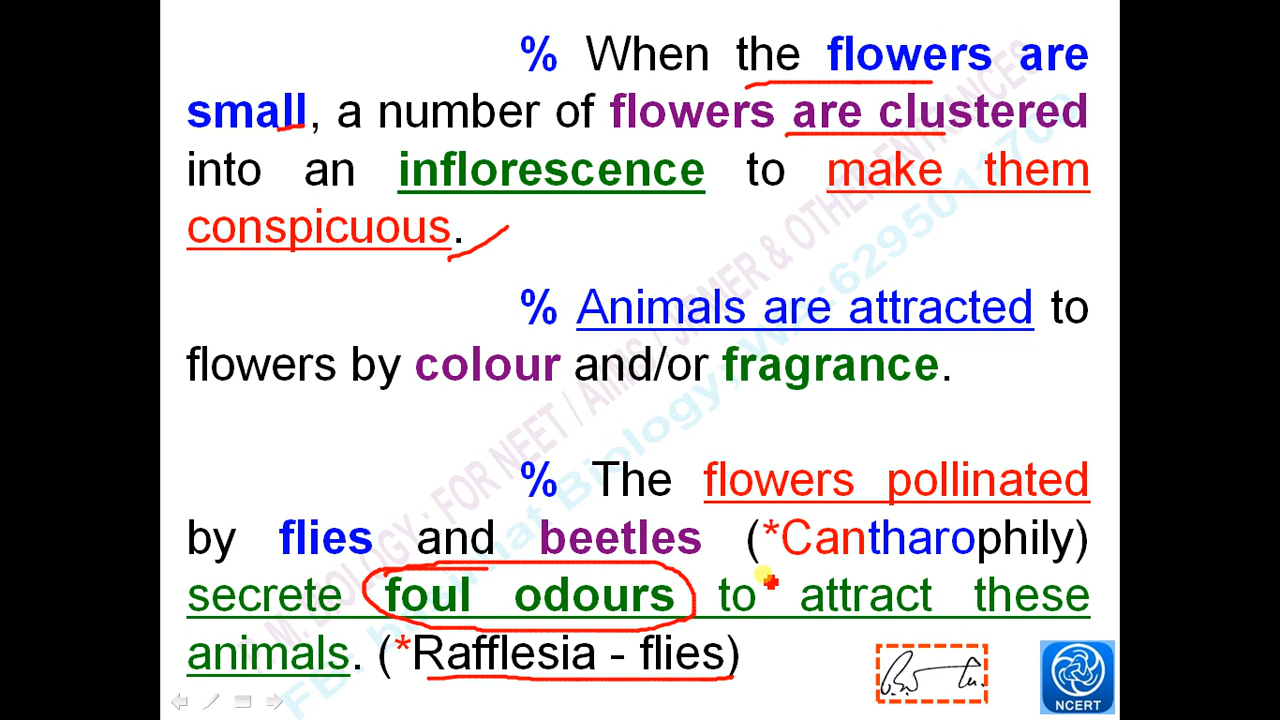 % When the flowers are
small, a number of flowers are clustered
into an inflorescence to make them
conspicuous.
% Animals are attracted to
flowers by colour and/or fragrance.
% The flowers pollinated
by flies and beetles (*Cantharophily)
secrete foul odours to attract these
animals. (*Rafflesia - flies)
NCERT